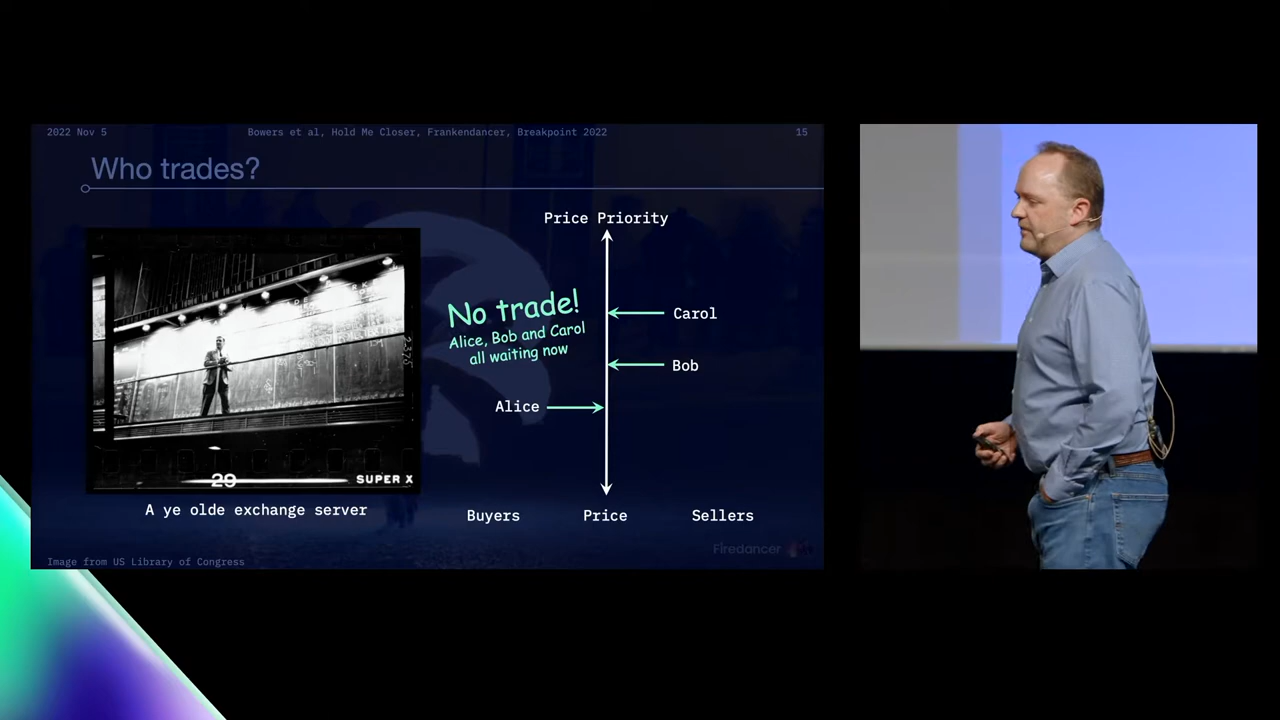 2022 Nov 5
Bowers et al, Hold Me Closer, Frankendancer, Breakpoint 2022
15
Who trades?
Price Priority
No trade!
Alice, Bob and Carol
all waiting now
Carol
Bob
Alice
29
SUPER X
2375
A ye olde exchange server
Buyers
Price
Sellers
Firedancer
Image from US Library of Congress